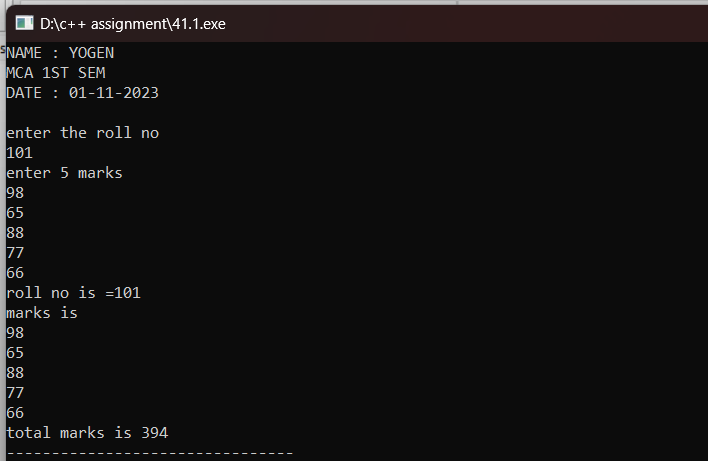 D:\c++ assignment\41.1.exe
NAME : YOGEN
MCA 1ST SEM
DATE : 01-11-2023
enter the roll no
101
enter 5 marks
98
65
88
77
66
roll no is =101
marks is
98
65
88
77
66
total marks is 394
--------------------------------